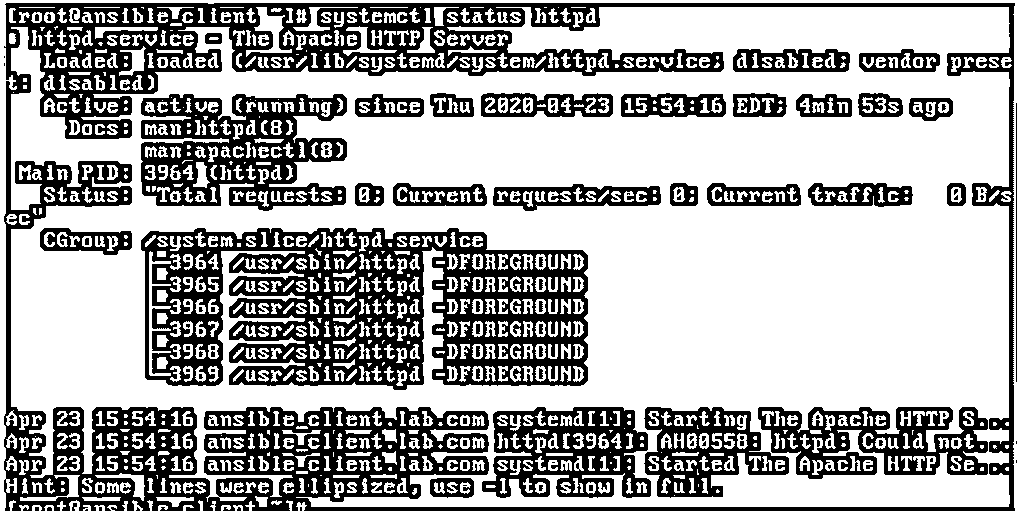 [root@ansible_client ~]# systemctl status httpd
● httpd.service - The Apache HTTP Server
Loaded: loaded (/usr/lib/systemd/system/httpd.service; disabled; vendor prese
t: disabled)
Active: active (running) since Thu 2020-04-23 15:54:16 EDT; 4min 53s ago
Docs: man:httpd(8)
man:apachectl(8)
Main PID: 3964 (httpd)
Status: "Total requests: 0; Current requests/sec: 0; Current traffic:   0 B/s
ec"
CGroup: /system.slice/httpd.service
├─3964 /usr/sbin/httpd -DFOREGROUND
├─3965 /usr/sbin/httpd -DFOREGROUND
├─3966 /usr/sbin/httpd -DFOREGROUND
├─3967 /usr/sbin/httpd -DFOREGROUND
├─3968 /usr/sbin/httpd -DFOREGROUND
└─3969 /usr/sbin/httpd -DFOREGROUND
Apr 23 15:54:16 ansible_client.lab.com systemd[1]: Starting The Apache HTTP S...
Apr 23 15:54:16 ansible_client.lab.com httpd[3964]: AH00558: httpd: Could not...
Apr 23 15:54:16 ansible_client.lab.com systemd[1]: Started The Apache HTTP Se...
Hint: Some lines were ellipsized, use -l to show in full.
[root@ansible_client ~]#